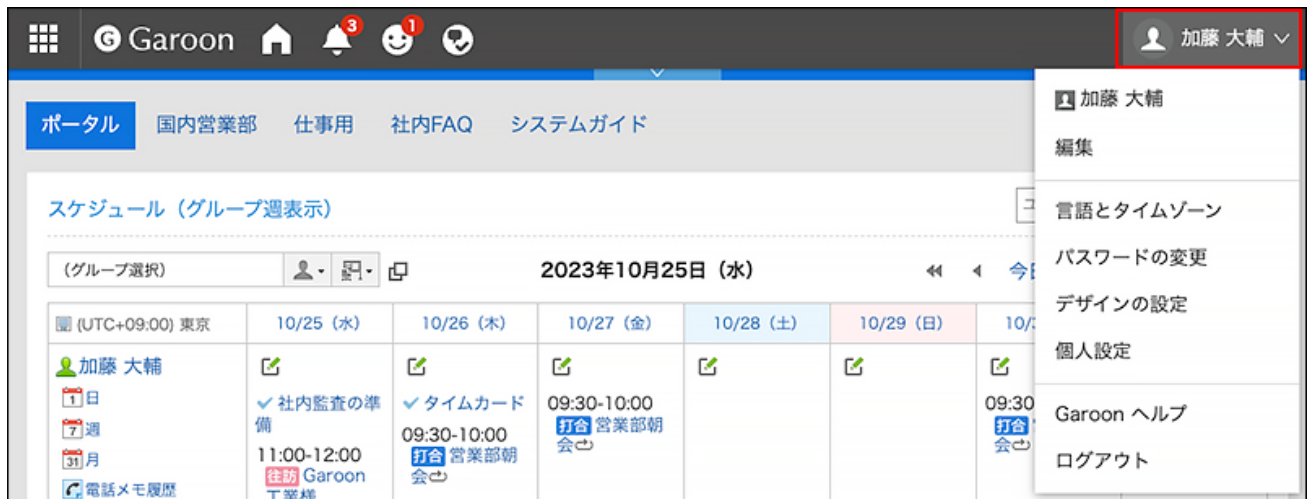 Garoon
3
1
加藤 大輔
加藤 大輔
編集
言語とタイムゾーン
パスワードの変更
デザインの設定
個人設定
Garoon ヘルプ
ログアウト
ポータル 国内営業部 仕事用 社内FAQ システムガイド
スケジュール（グループ週表示）
(グループ選択)
2023年10月25日（水）
(UTC+09:00) 東京 10/25（水） 10/26（木） 10/27（金） 10/28（土） 10/29（日）
加藤 大輔
1 日
7 週
31 月
電話メモ履歴
社内監査の準
備
11:00-12:00
往訪 Garoon
工業様
タイムカード
09:30-10:00
打合 営業部朝
会
09:30-10:00
打合 営業部朝
会
09:30
打合
会